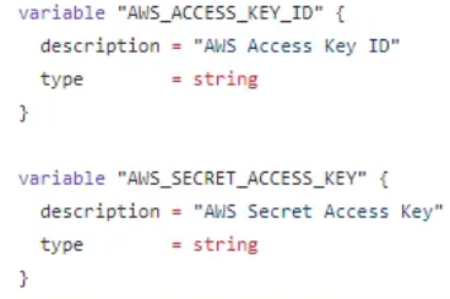 variable "AWS_ACCESS_KEY_ID" {
  description = "AWS Access Key ID"
  type        = string
}

variable "AWS_SECRET_ACCESS_KEY" {
  description = "AWS Secret Access Key"
  type        = string
}